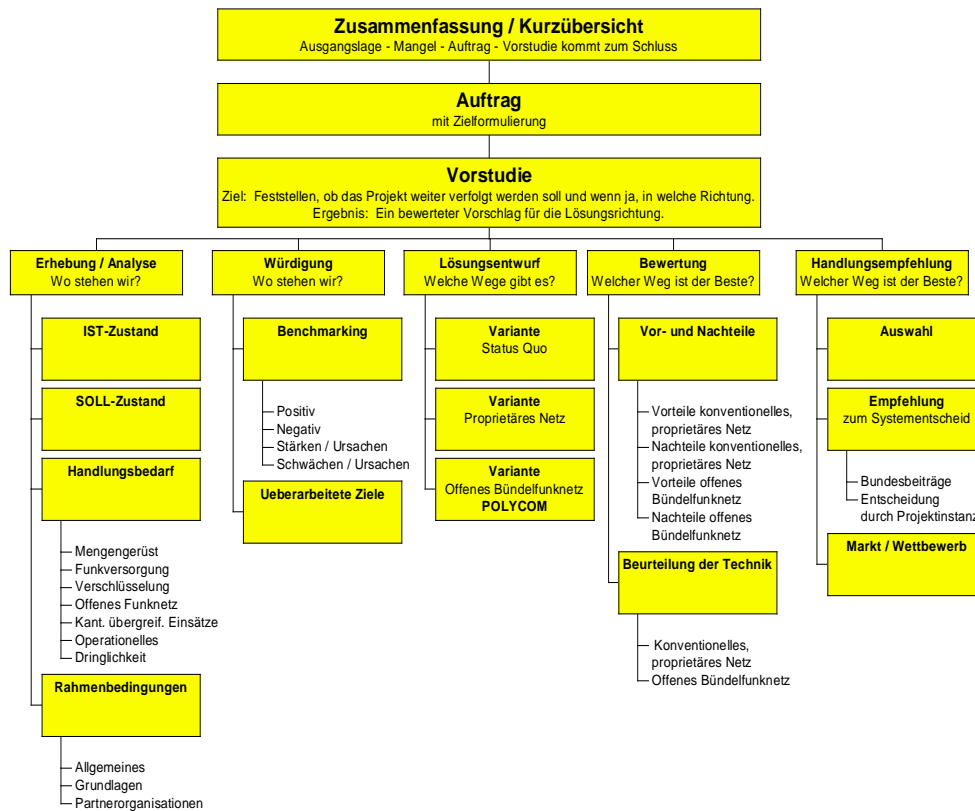 Zusammenfassung / Kurzübersicht
Ausgangslage - Mangel - Auftrag - Vorstudie kommt zum Schluss
Auftrag
mit Zielformulierung
Vorstudie
Ziel: Feststellen, ob das Projekt weiter verfolgt werden soll und wenn ja, in welche Richtung.
Ergebnis: Ein bewerteter Vorschlag für die Lösungsrichtung.
Erhebung / Analyse
Wo stehen wir?
IST-Zustand
SOLL-Zustand
Handlungsbedarf
Mengengerüst
Funkversorgung
Verschlüsselung
Offenes Funknetz
Kant. übergreif. Einsätze
Operationelles
Dringlichkeit
Rahmenbedingungen
Allgemeines
Grundlagen
Partnerorganisationen
Würdigung
Wo stehen wir?
Benchmarking
Positiv
Negativ
Stärken / Ursachen
Schwächen / Ursachen
Ueberarbeitete Ziele
Lösungsentwurf
Welche Wege gibt es?
Variante
Status Quo
Variante
Proprietäres Netz
Variante
Offenes Bündelfunknetz
POLYCOM
Bewertung
Welcher Weg ist der Beste?
Vor- und Nachteile
Vorteile konventionelles,
proprietäres Netz
Nachteile konventionelles,
proprietäres Netz
Vorteile offenes
Bündelfunknetz
Nachteile offenes
Bündelfunknetz
Beurteilung der Technik
Konventionelles,
proprietäres Netz
Offenes Bündelfunknetz
Handlungsempfehlung
Welcher Weg ist der Beste?
Auswahl
Empfehlung
zum Systementscheid
Bundesbeiträge
Entscheidung
durch Projektinstanz
Markt / Wettbewerb